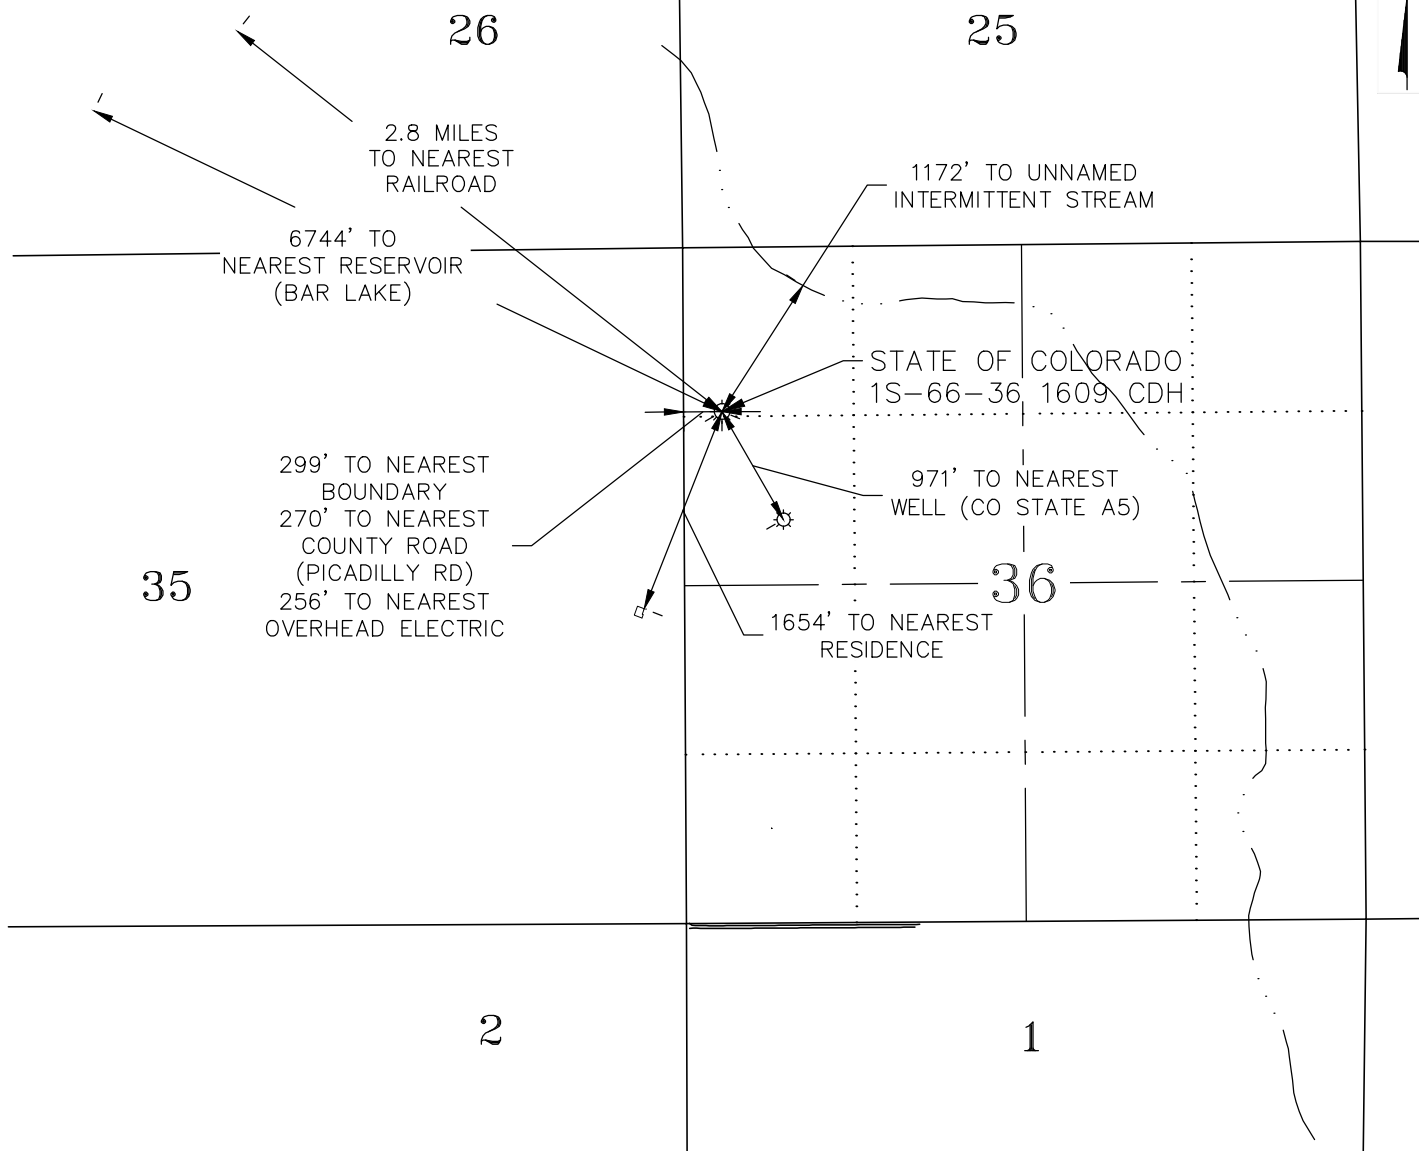 26
25
2.8 MILES
TO NEAREST
RAILROAD
1172' TO UNNAMED
INTERMITTENT STREAM
6744' TO
NEAREST RESERVOIR
(BAR LAKE)
STATE OF COLORADO
1S-66-36 1609 CDH
299' TO NEAREST
BOUNDARY
270' TO NEAREST
COUNTY ROAD
(PICADILLY RD)
256' TO NEAREST
OVERHEAD ELECTRIC
971' TO NEAREST
WELL (CO STATE A5)
35
36
1654' TO NEAREST
RESIDENCE
2
1